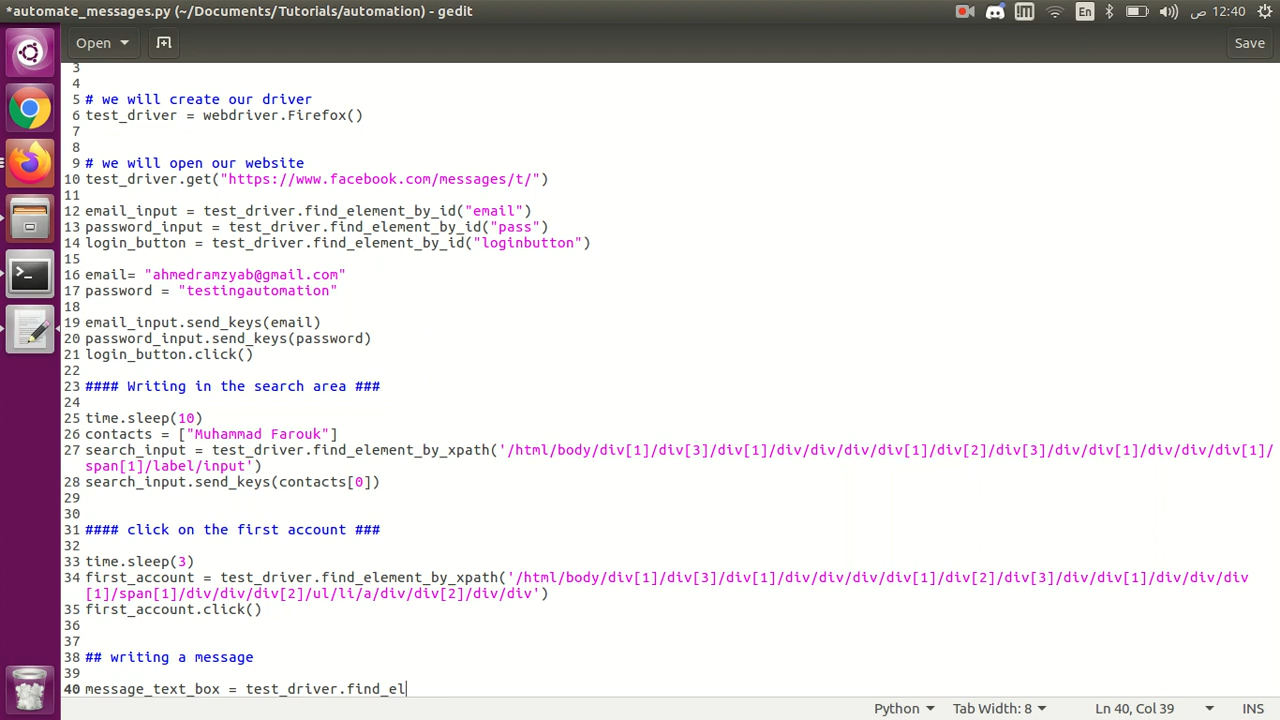 *automate_messages.py (~/Documents/Tutorials/automation) - gedit
En
12:40 ص
Open
Save
3
4
5 # we will create our driver
6 test_driver = webdriver.Firefox()
7
8
9 # we will open our website
10 test_driver.get("https://www.facebook.com/messages/t/")
11
12 email_input = test_driver.find_element_by_id("email")
13 password_input = test_driver.find_element_by_id("pass")
14 login_button = test_driver.find_element_by_id("loginbutton")
15
16 email= "ahmedramzyab@gmail.com"
17 password = "testingautomation"
18
19 email_input.send_keys(email)
20 password_input.send_keys(password)
21 login_button.click()
22
23 #### Writing in the search area ###
24
25 time.sleep(10)
26 contacts = ["Muhammad Farouk"]
27 search_input = test_driver.find_element_by_xpath('/html/body/div[1]/div[3]/div[1]/div/div/div/div[1]/div[2]/div[3]/div/div[1]/div/div/div[1]/
span[1]/label/input')
28 search_input.send_keys(contacts[0])
29
30
31 #### click on the first account ###
32
33 time.sleep(3)
34 first_account = test_driver.find_element_by_xpath('/html/body/div[1]/div[3]/div[1]/div/div/div/div[1]/div[2]/div[3]/div/div[1]/div/div/div
[1]/span[1]/div/div/div[2]/ul/li/a/div/div[2]/div/div')
35 first_account.click()
36
37
38 ## writing a message
39
40 message_text_box = test_driver.find_el
Python
Tab Width: 8
Ln 40, Col 39
INS